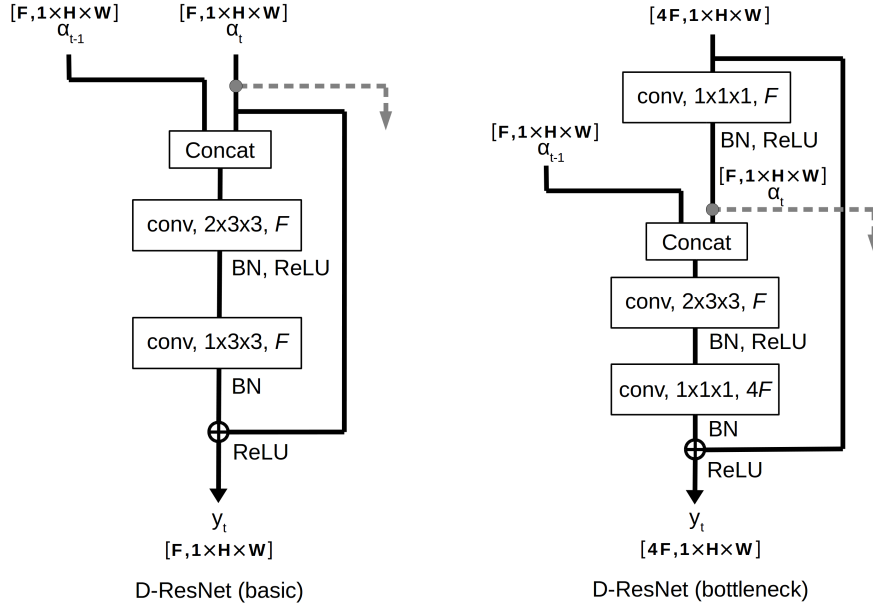 [F,1×H×W]
α_t-1
[F,1×H×W]
α_t
Concat
conv, 2x3x3, F
BN, ReLU
conv, 1x3x3, F
BN
ReLU
y_t
[F,1×H×W]
D-ResNet (basic)
[4F,1×H×W]
conv, 1x1x1, F
BN, ReLU
[F,1×H×W]
α_t-1
[F,1×H×W]
α_t
Concat
conv, 2x3x3, F
BN, ReLU
conv, 1x1x1, 4F
BN
ReLU
y_t
[4F,1×H×W]
D-ResNet (bottleneck)